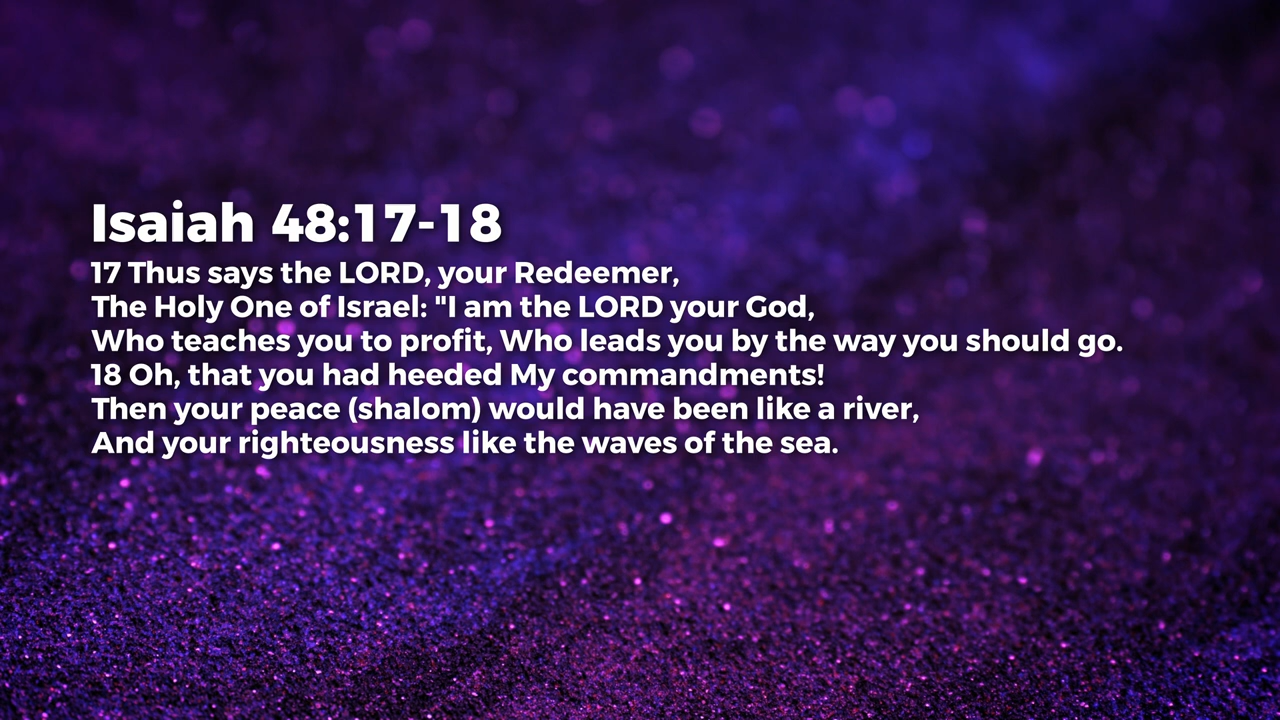 Isaiah 48:17-18
17 Thus says the LORD, your Redeemer,
The Holy One of Israel: "I am the LORD your God,
Who teaches you to profit, Who leads you by the way you should go.
18 Oh, that you had heeded My commandments!
Then your peace (shalom) would have been like a river,
And your righteousness like the waves of the sea.